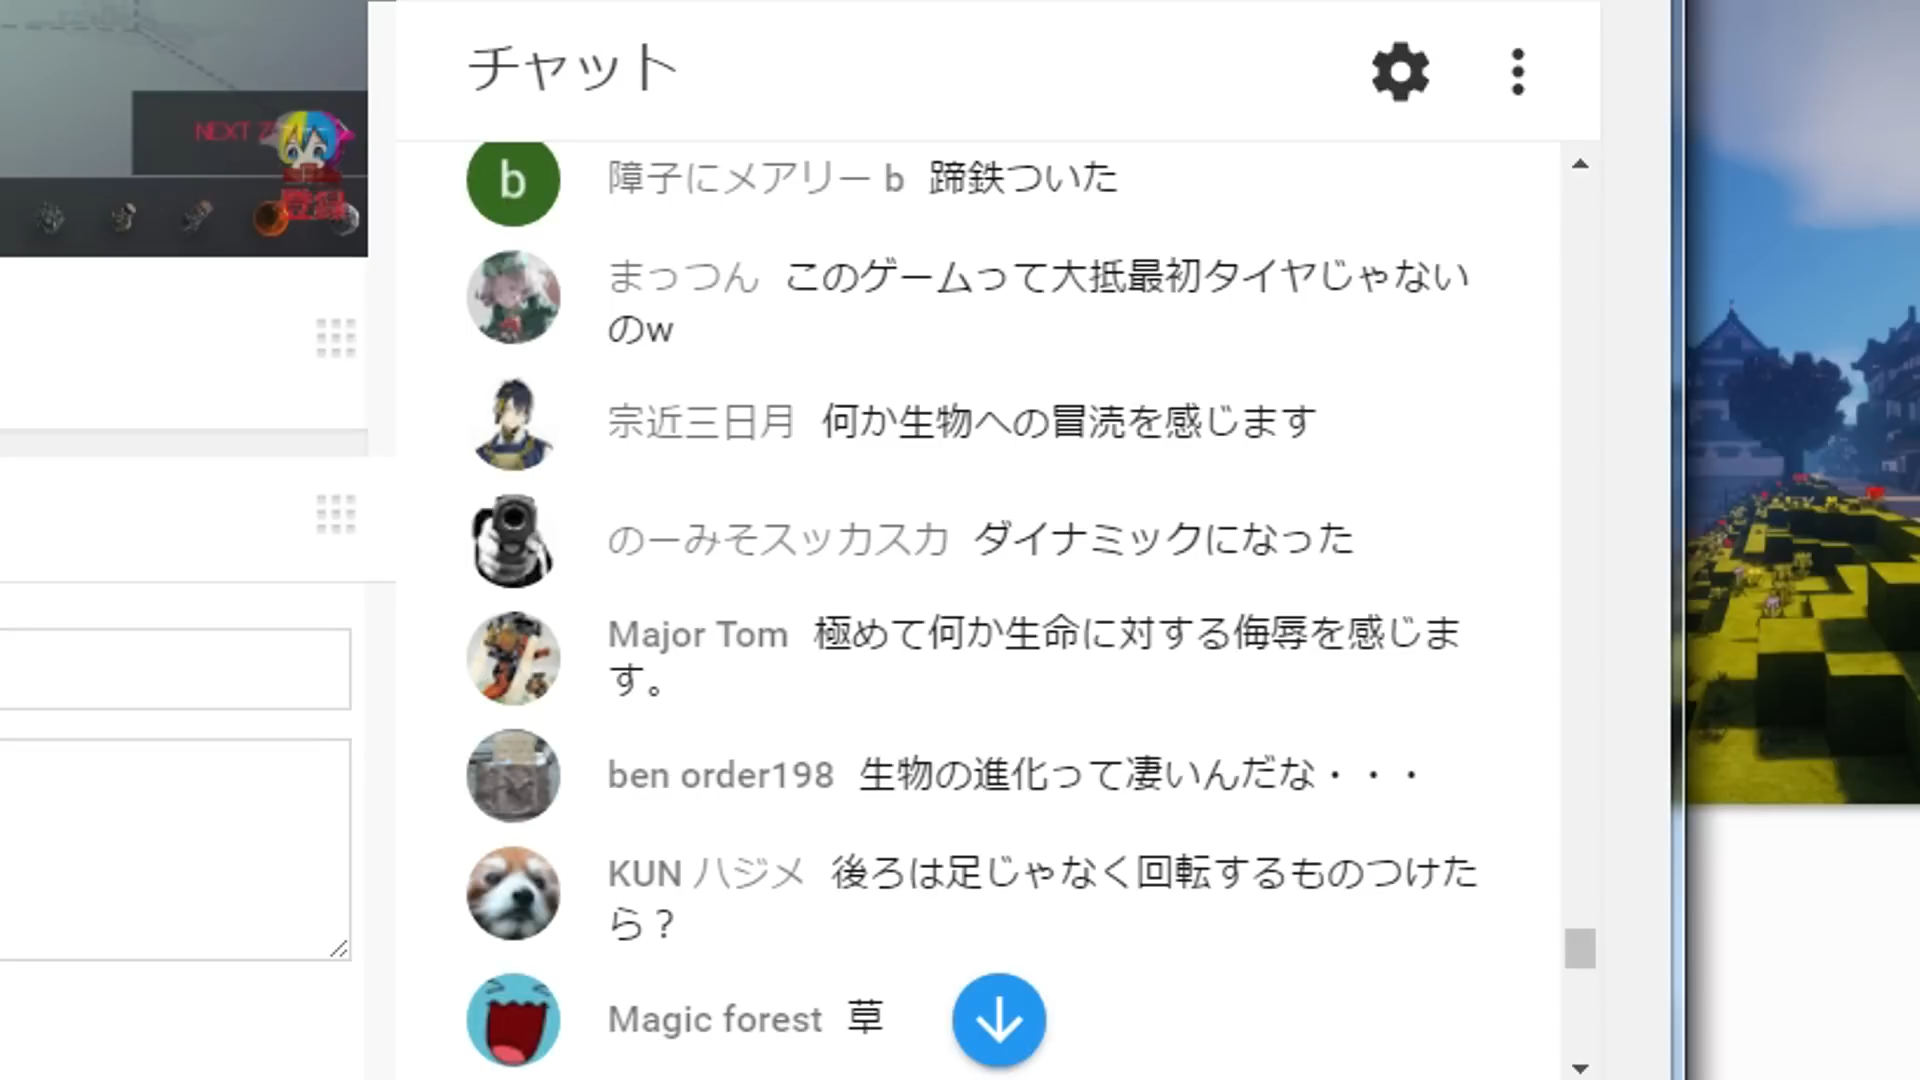 チャット
NEXT
登録
障子にメアリー b 蹄鉄ついた
まっつん このゲームって大抵最初タイヤじゃない
のw
宗近三日月 何か生物への冒涜を感じます
のーみそスッカスカ ダイナミックになった
Major Tom 極めて何か生命に対する侮辱を感じま
す。
ben order198 生物の進化って凄いんだな・・・
KUN ハジメ 後ろは足じゃなく回転するものつけた
ら？
Magic forest 草